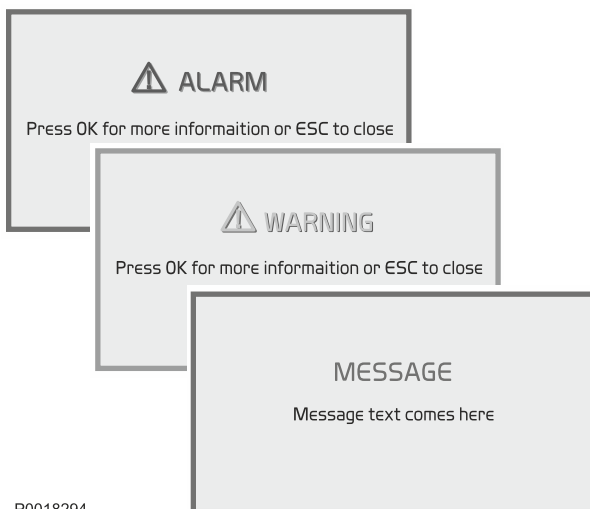 ALARM
Press OK for more informaition or ESC to close
WARNING
Press OK for more informaition or ESC to close
MESSAGE
Message text comes here
P0018294